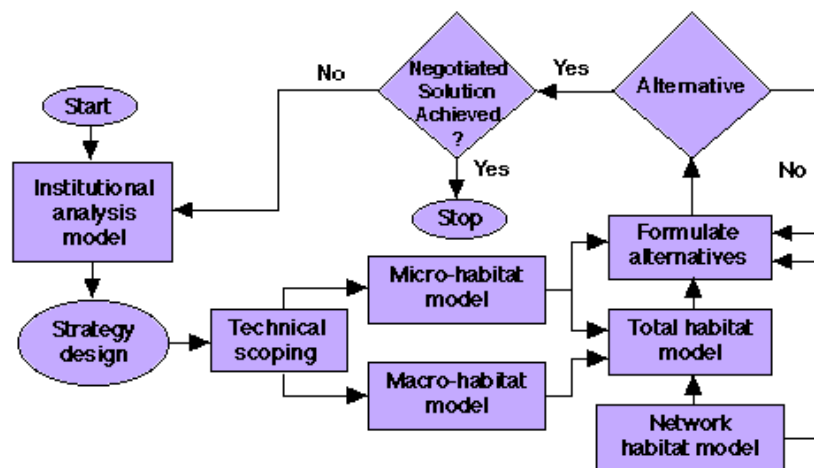 No
Negotiated
Solution
Achieved
?
Yes
Alternative
Start
Institutional
analysis
model
Yes
No
Stop
Formulate
alternatives
Micro-habitat
model
Strategy
design
Technical
scoping
Total habitat
model
Macro-habitat
model
Network
habitat model